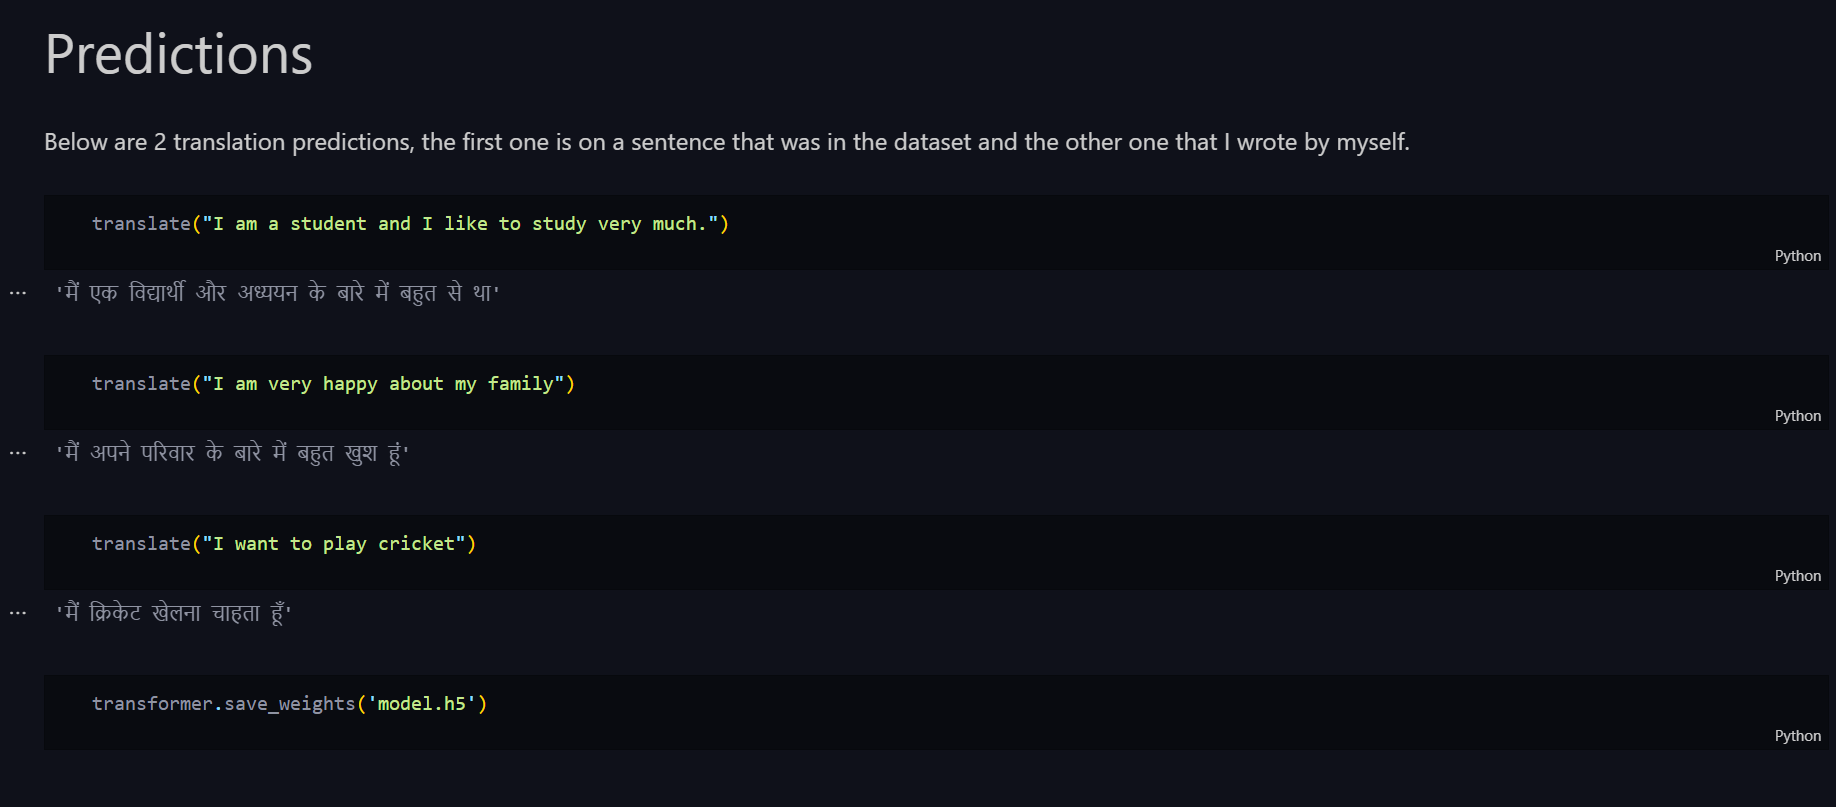 Predictions
Below are 2 translation predictions, the first one is on a sentence that was in the dataset and the other one that I wrote by myself.
translate("I am a student and I like to study very much.")
Python
... 'मैं एक विद्यार्थी और अध्ययन के बारे में बहुत से था'
translate("I am very happy about my family")
Python
... 'मैं अपने परिवार के बारे में बहुत खुश हूं'
translate("I want to play cricket")
Python
... 'मैं क्रिकेट खेलना चाहता हूँ'
transformer.save_weights('model.h5')
Python